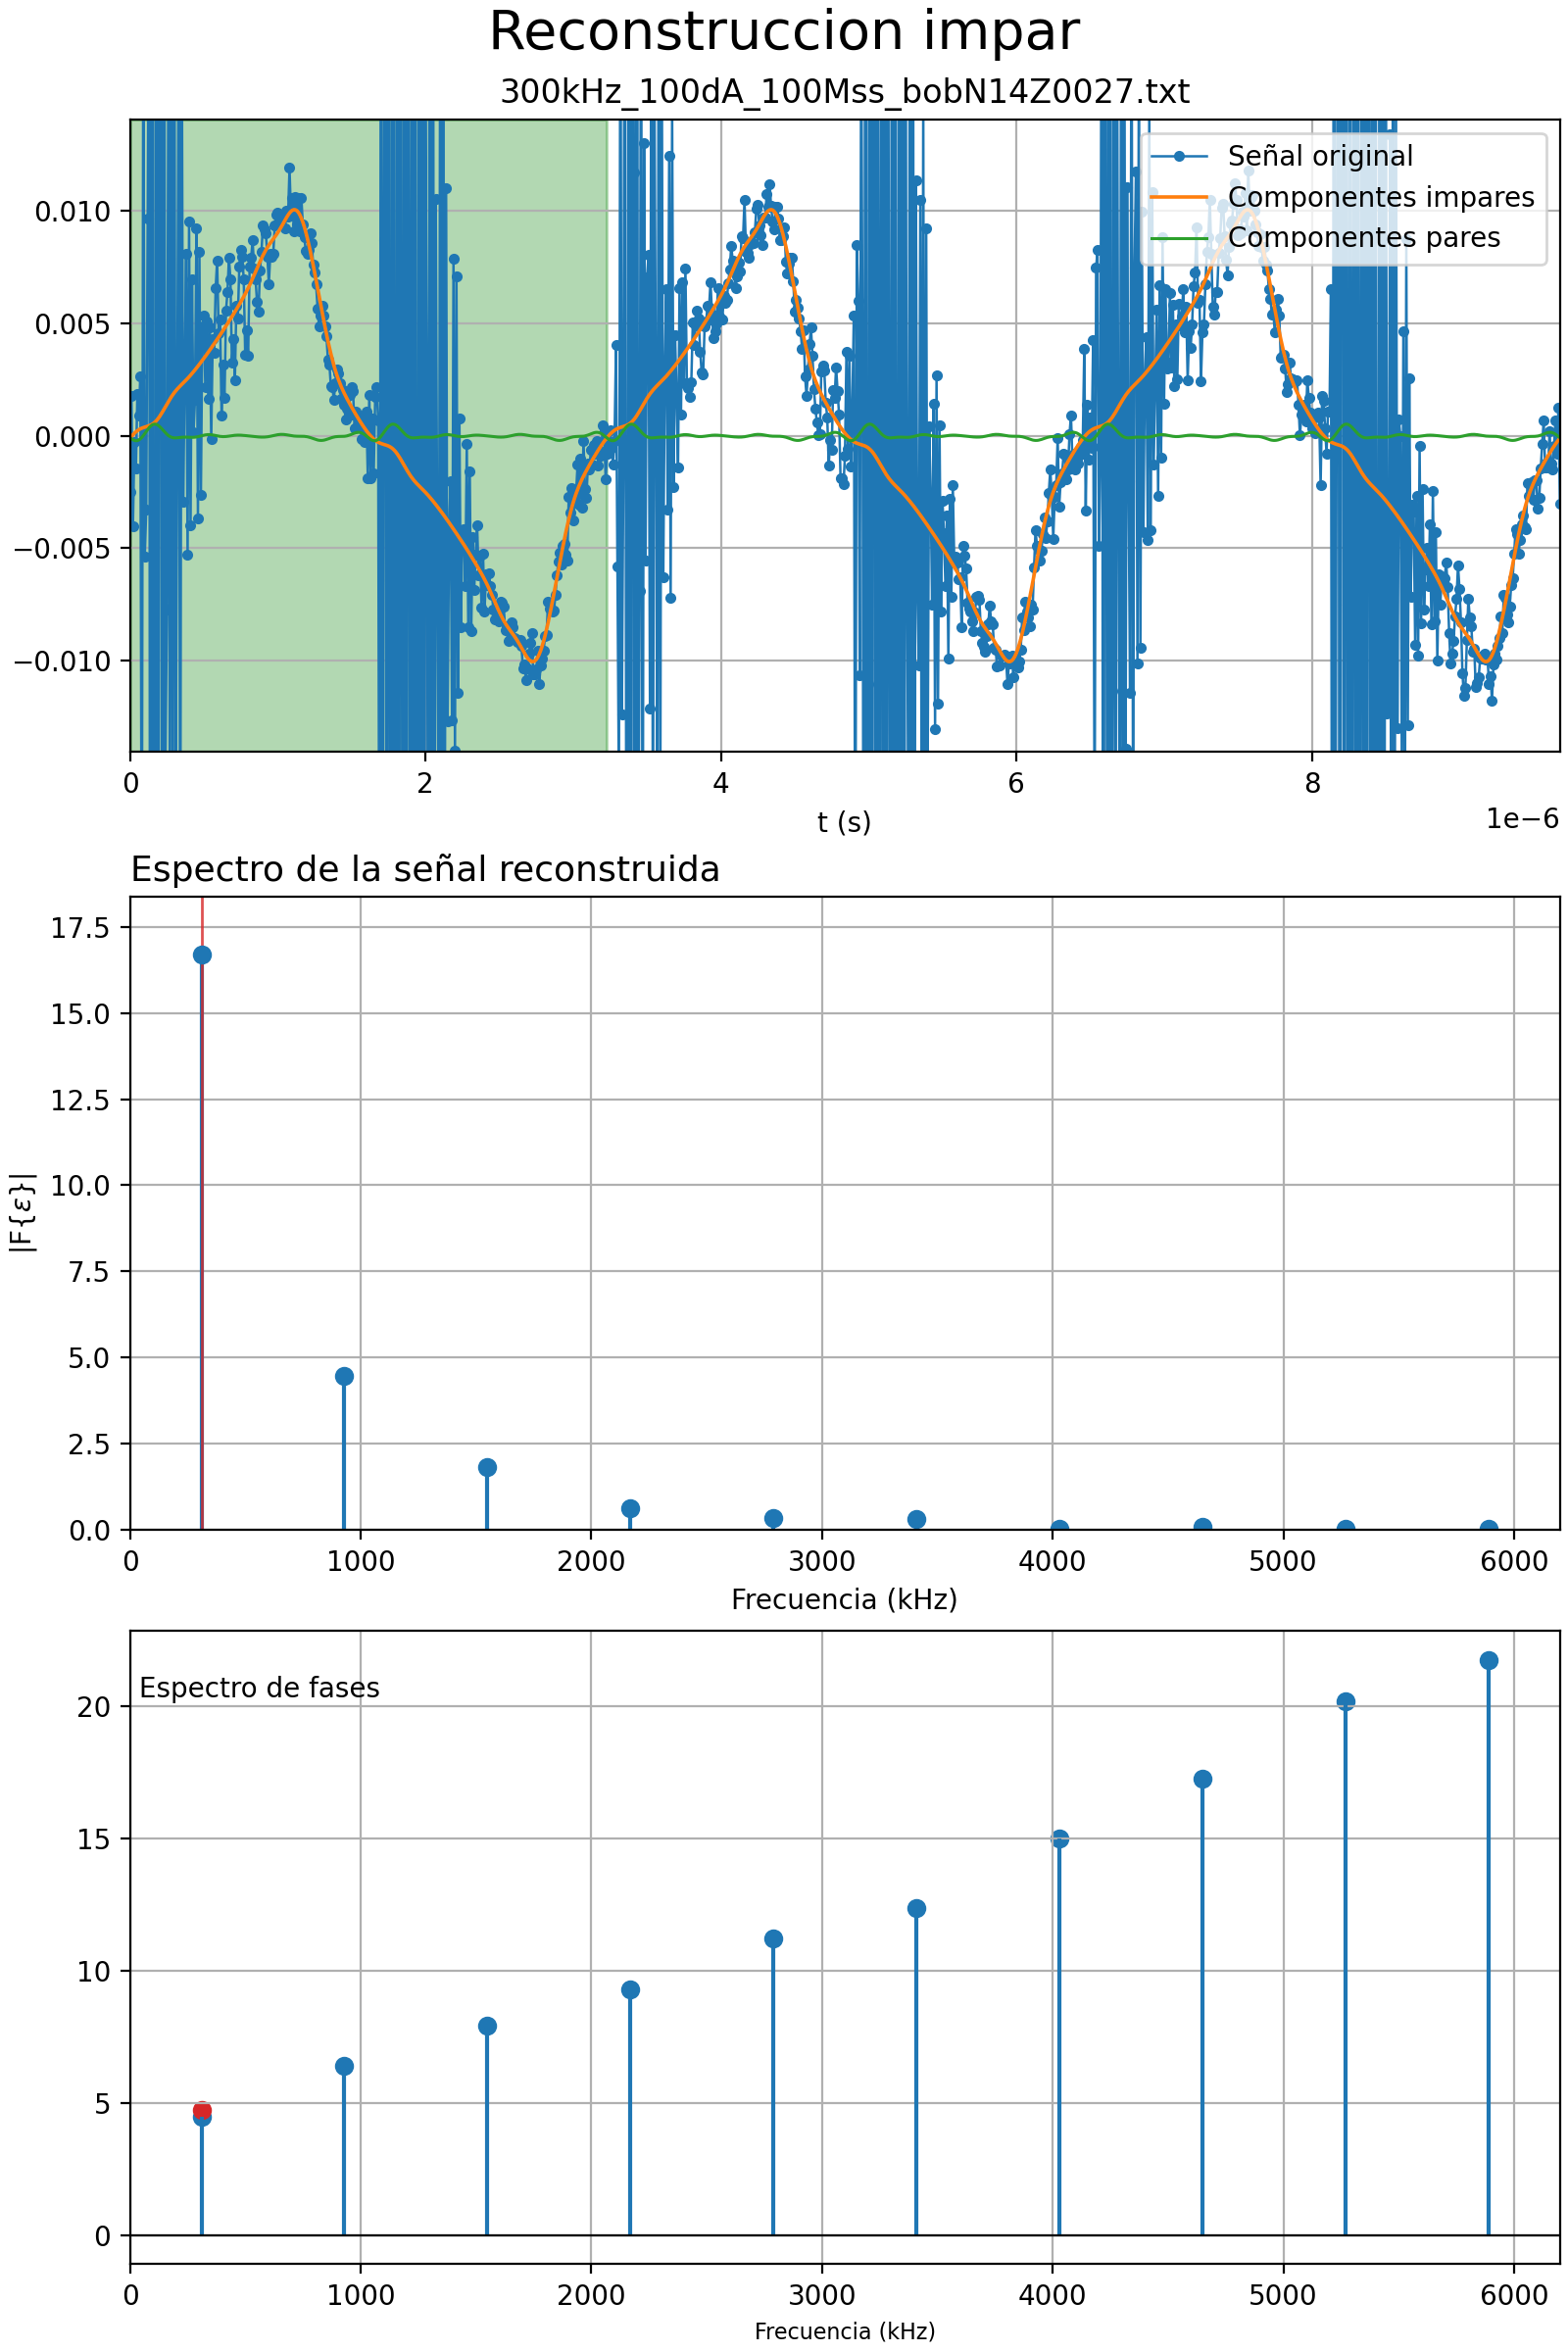 Reconstruccion impar
300kHz_100dA_100Mss_bobN14Z0027.txt
Señal original
Componentes impares
Componentes pares
0.010
0.005
0.000
−0.005
−0.010
0 2 4 6 8
t (s)
1e−6
Espectro de la señal reconstruida
17.5
15.0
12.5
10.0
7.5
5.0
2.5
0.0
|F{ε}|
0 1000 2000 3000 4000 5000 6000
Frecuencia (kHz)
Espectro de fases
20
15
10
5
0
0 1000 2000 3000 4000 5000 6000
Frecuencia (kHz)